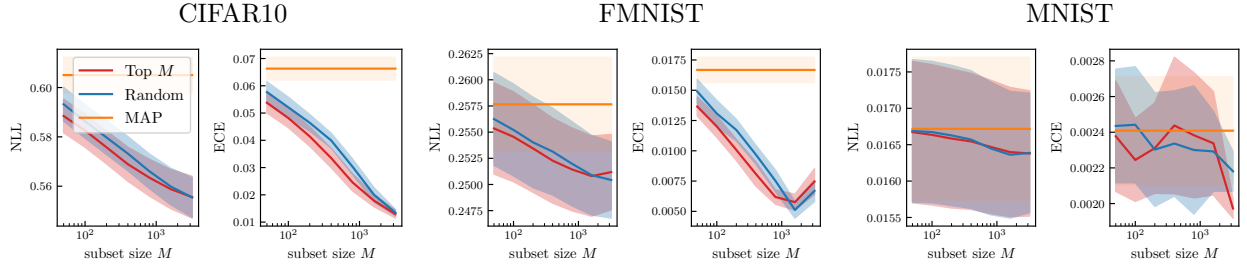 CIFAR10
FMNIST
MNIST
NLL
0.60
0.58
0.56
Top M
Random
MAP
10² 10³
subset size M
ECE
0.07
0.06
0.05
0.04
0.03
0.02
0.01
10² 10³
subset size M
NLL
0.2625
0.2600
0.2575
0.2550
0.2525
0.2500
0.2475
10² 10³
subset size M
ECE
0.0175
0.0150
0.0125
0.0100
0.0075
0.0050
10² 10³
subset size M
NLL
0.0175
0.0170
0.0165
0.0160
0.0155
10² 10³
subset size M
ECE
0.0028
0.0026
0.0024
0.0022
0.0020
10² 10³
subset size M